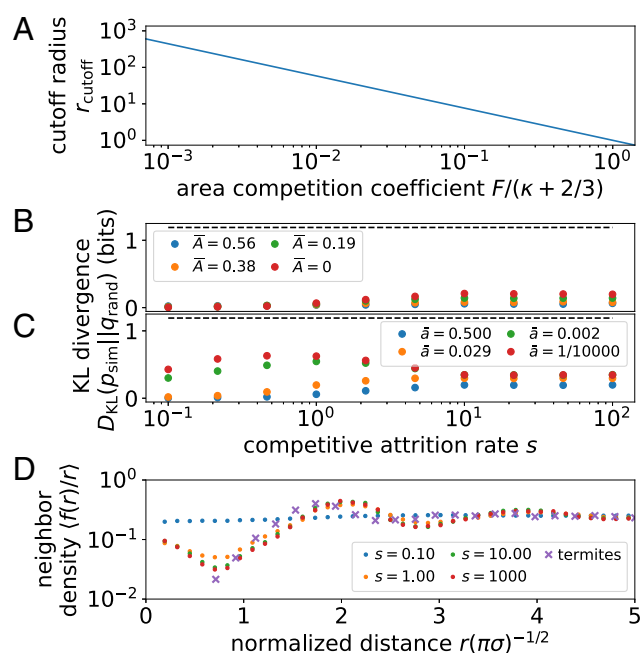 A
cutoff radius
r_cutoff
10^3
10^2
10^1
10^0
10^−3
10^−2
10^−1
10^0
area competition coefficient F/(κ + 2/3)
B
KL divergence
D_KL(p_sim||q_rand) (bits)
1
0
A̅ = 0.56
A̅ = 0.19
A̅ = 0.38
A̅ = 0
C
1
0
a̅ = 0.500
a̅ = 0.002
a̅ = 0.029
a̅ = 1/10000
10^−1
10^0
10^1
10^2
competitive attrition rate s
D
neighbor
density ⟨f(r)/r⟩
10^0
10^−1
10^−2
s = 0.10
s = 10.00
termites
s = 1.00
s = 1000
0
1
2
3
4
5
normalized distance r(πσ)^−1/2